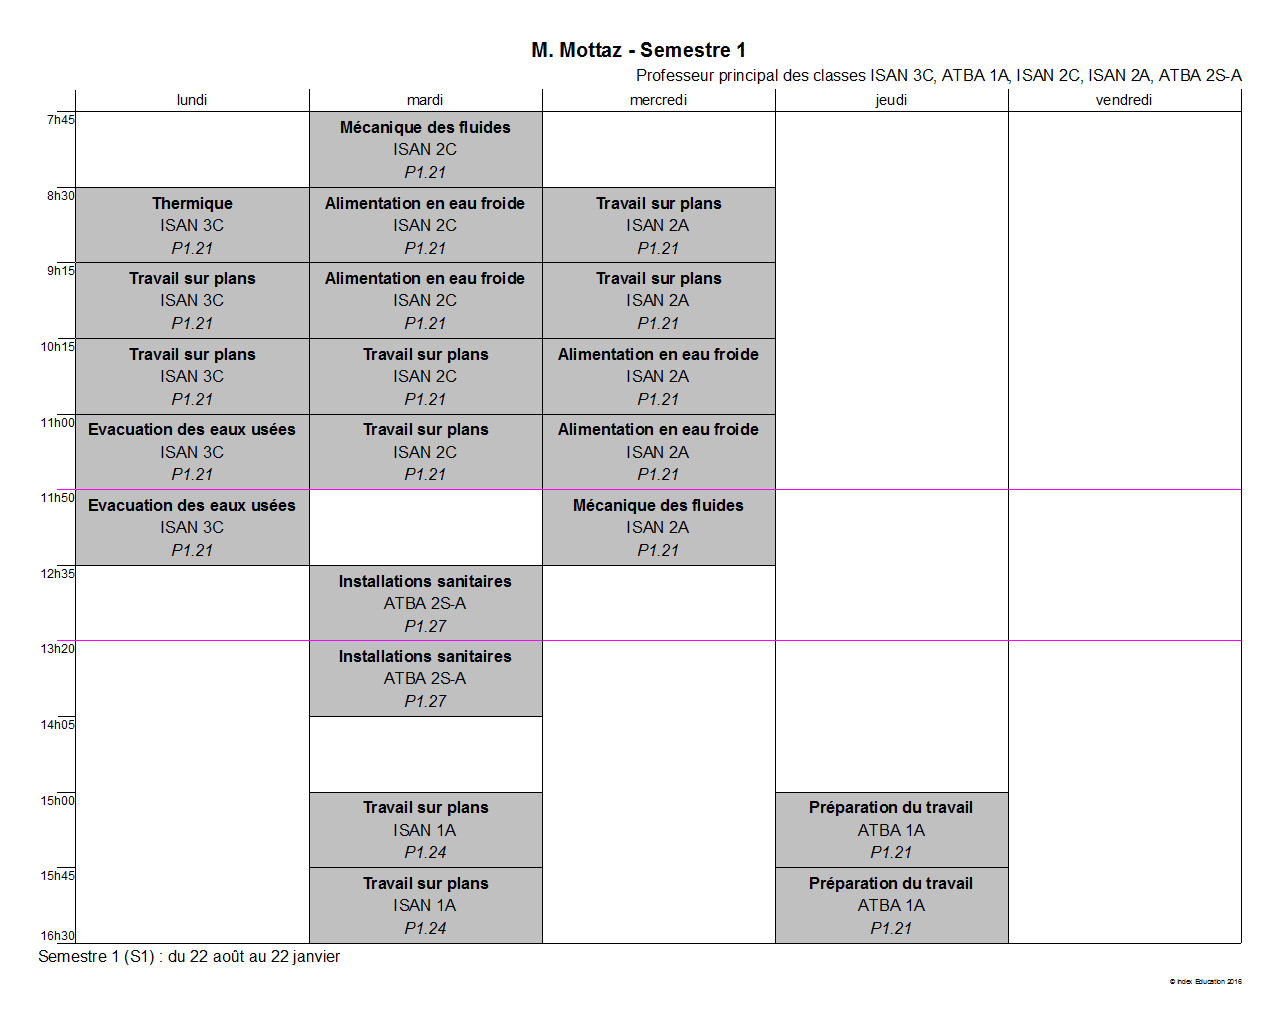 M. Mottaz - Semestre 1
Professeur principal des classes ISAN 3C, ATBA 1A, ISAN 2C, ISAN 2A, ATBA 2S-A
lundi mardi mercredi jeudi vendredi
7h45
Mécanique des fluides
ISAN 2C
P1.21
8h30
Thermique Alimentation en eau froide Travail sur plans
ISAN 3C ISAN 2C ISAN 2A
P1.21 P1.21 P1.21
9h15
Travail sur plans Alimentation en eau froide Travail sur plans
ISAN 3C ISAN 2C ISAN 2A
P1.21 P1.21 P1.21
10h15
Travail sur plans Travail sur plans Alimentation en eau froide
ISAN 3C ISAN 2C ISAN 2A
P1.21 P1.21 P1.21
11h00
Evacuation des eaux usées Travail sur plans Alimentation en eau froide
ISAN 3C ISAN 2C ISAN 2A
P1.21 P1.21 P1.21
11h50
Evacuation des eaux usées Mécanique des fluides
ISAN 3C ISAN 2A
P1.21 P1.21
12h35
Installations sanitaires
ATBA 2S-A
P1.27
13h20
Installations sanitaires
ATBA 2S-A
P1.27
14h05
15h00
Travail sur plans Préparation du travail
ISAN 1A ATBA 1A
P1.24 P1.21
15h45
Travail sur plans Préparation du travail
ISAN 1A ATBA 1A
P1.24 P1.21
16h30
Semestre 1 (S1) : du 22 août au 22 janvier
© Index Education 2016